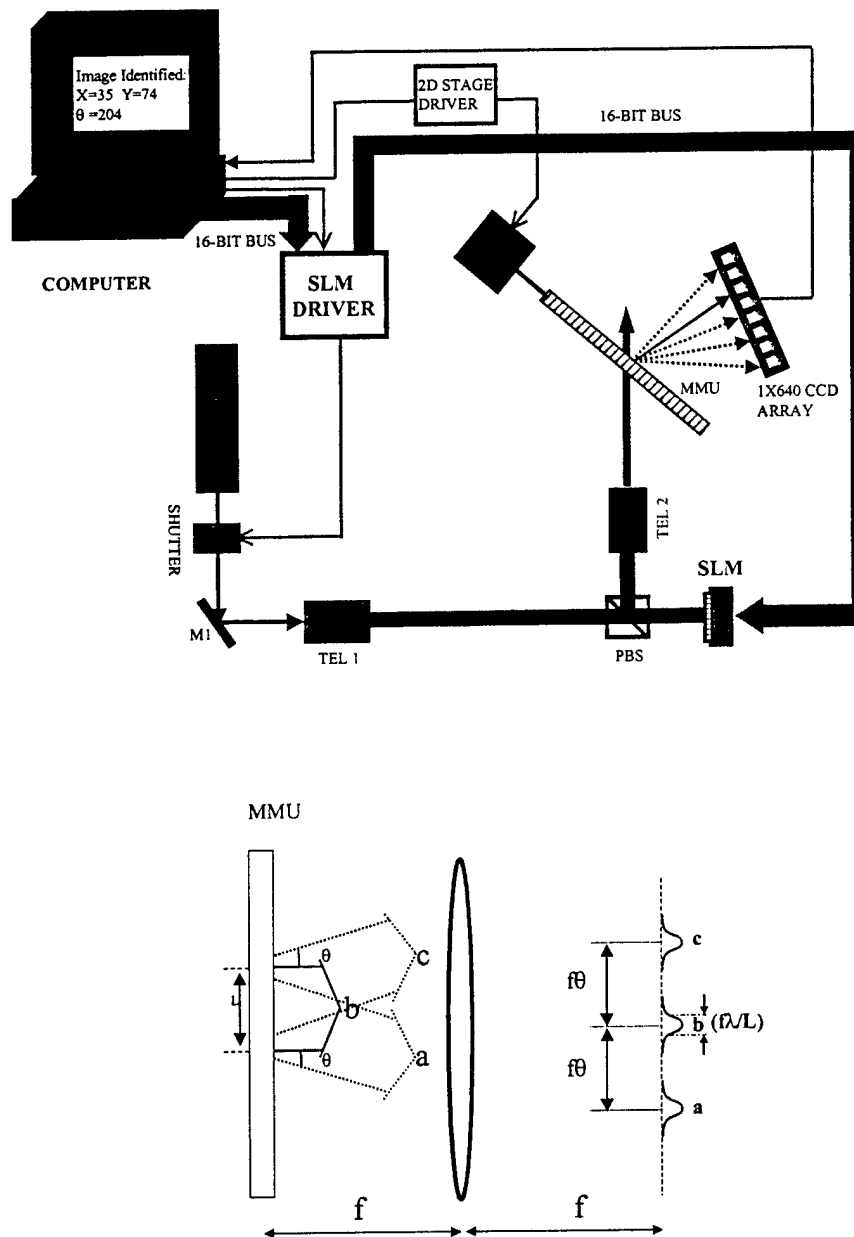 Image Identified:
X=35 Y=74
θ =204
2D STAGE
DRIVER
16-BIT BUS
16-BIT BUS
COMPUTER
SLM
DRIVER
MMU
1X640 CCD
ARRAY
SHUTTER
TEL 2
SLM
M1
TEL 1
PBS
MMU
θ
c
L
b
θ
a
c
fθ
b (fλ/L)
fθ
a
f
f